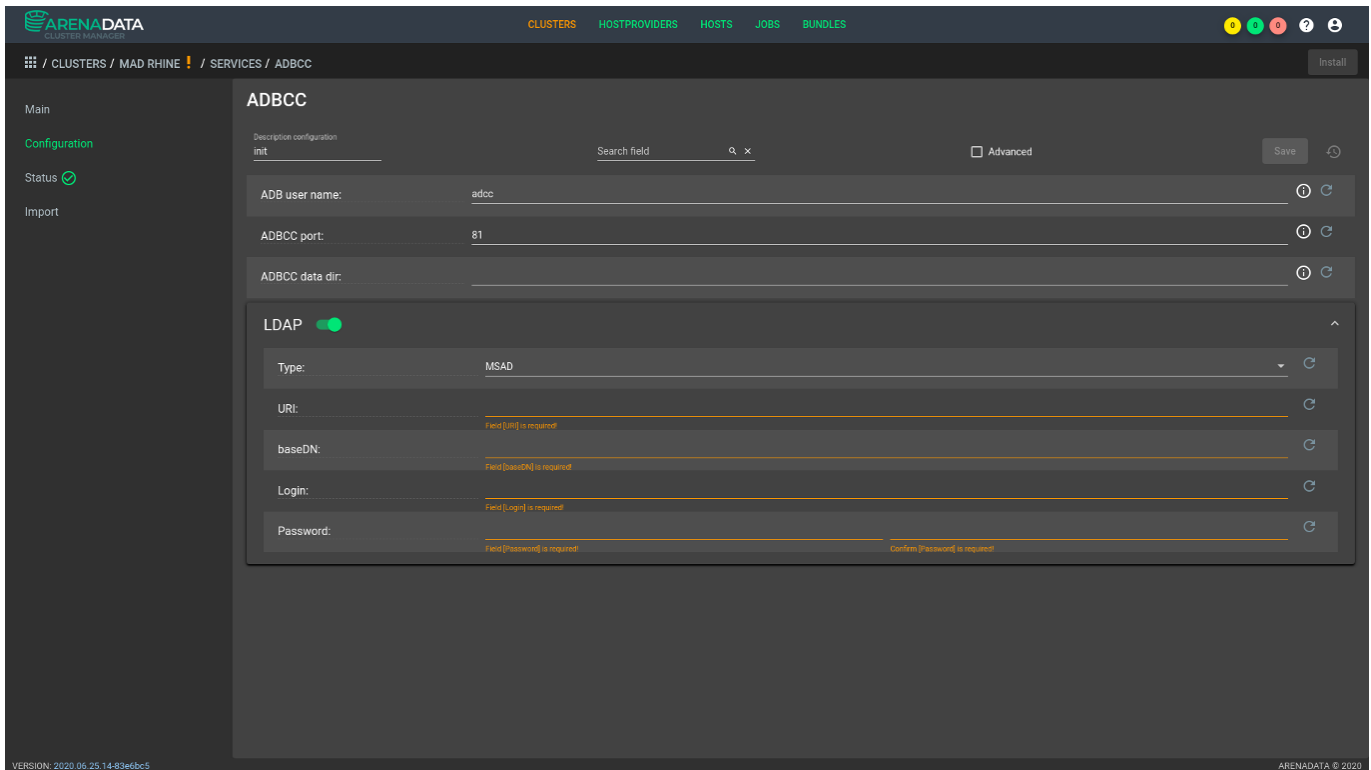 ARENADATA
CLUSTER MANAGER
CLUSTERS HOSTPROVIDERS HOSTS JOBS BUNDLES
0 0 0
/ CLUSTERS / MAD RHINE ! / SERVICES / ADBCC
Install
Main
Configuration
Status
Import
ADBCC
Description configuration
init
Search field
Advanced
Save
ADB user name: adcc
ADBCC port: 81
ADBCC data dir:
LDAP
Type: MSAD
URI:
Field [URI] is required!
baseDN:
Field [baseDN] is required!
Login:
Field [Login] is required!
Password:
Field [Password] is required! Confirm [Password] is required!
VERSION: 2020.06.25.14-83e6bc5
ARENADATA © 2020